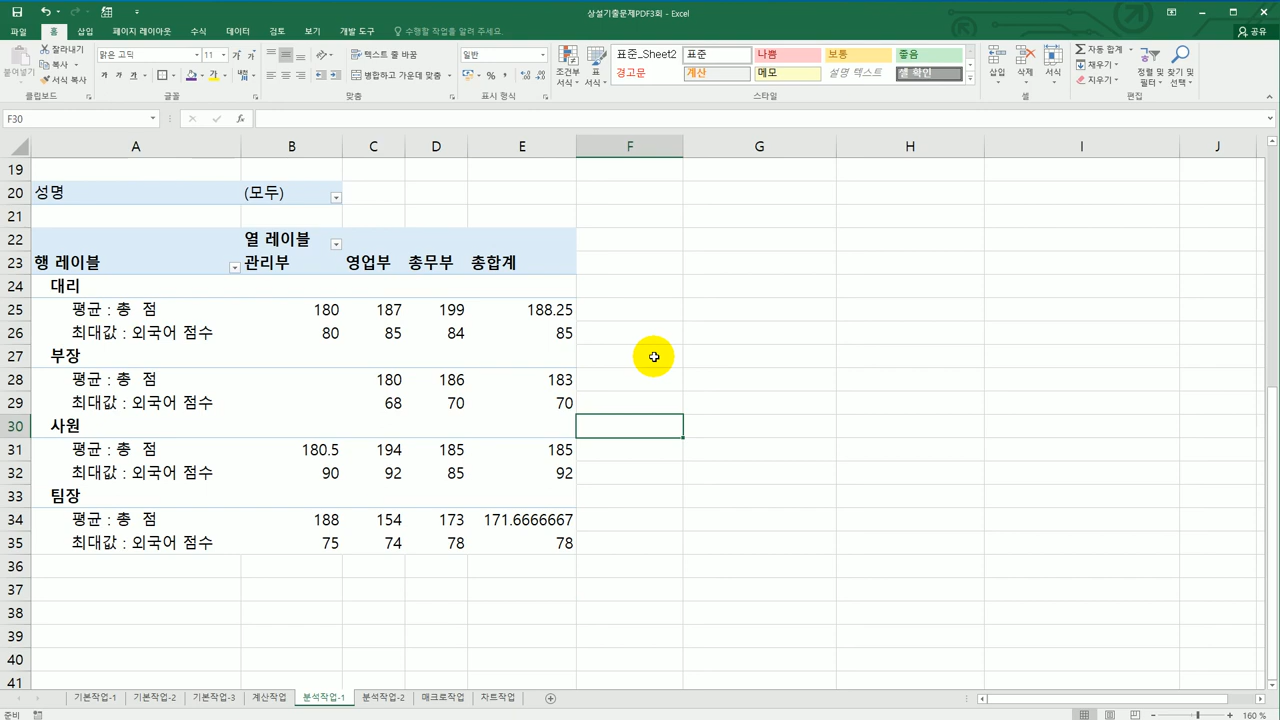 상설기출문제PDF3회 - Excel
파일 홈 삽입 페이지 레이아웃 수식 데이터 검토 보기 개발 도구 수행할 작업을 알려 주세요. 공유
붙여넣기 잘라내기 복사 서식 복사 클립보드
맑은 고딕 11 가 가 가 글꼴
텍스트 줄 바꿈 병합하고 가운데 맞춤 맞춤
일반 % 표시 형식
조건부 서식 표 서식 표준_Sheet2 표준 나쁨 보통 좋음
경고문 계산 메모 설명 텍스트 셀 확인 스타일
삽입 삭제 서식 셀
자동 합계 채우기 지우기 정렬 및 필터 찾기 및 선택 편집
F30 fx
A B C D E F G H I J
19
20 성명 (모두)
21
22 열 레이블
23 행 레이블 관리부 영업부 총무부 총합계
24 대리
25 평균 : 총 점 180 187 199 188.25
26 최대값 : 외국어 점수 80 85 84 85
27 부장
28 평균 : 총 점 180 186 183
29 최대값 : 외국어 점수 68 70 70
30 사원
31 평균 : 총 점 180.5 194 185 185
32 최대값 : 외국어 점수 90 92 85 92
33 팀장
34 평균 : 총 점 188 154 173 171.6666667
35 최대값 : 외국어 점수 75 74 78 78
36
37
38
39
40
41
기본작업-1 기본작업-2 기본작업-3 계산작업 분석작업-1 분석작업-2 매크로작업 차트작업
준비 160 %